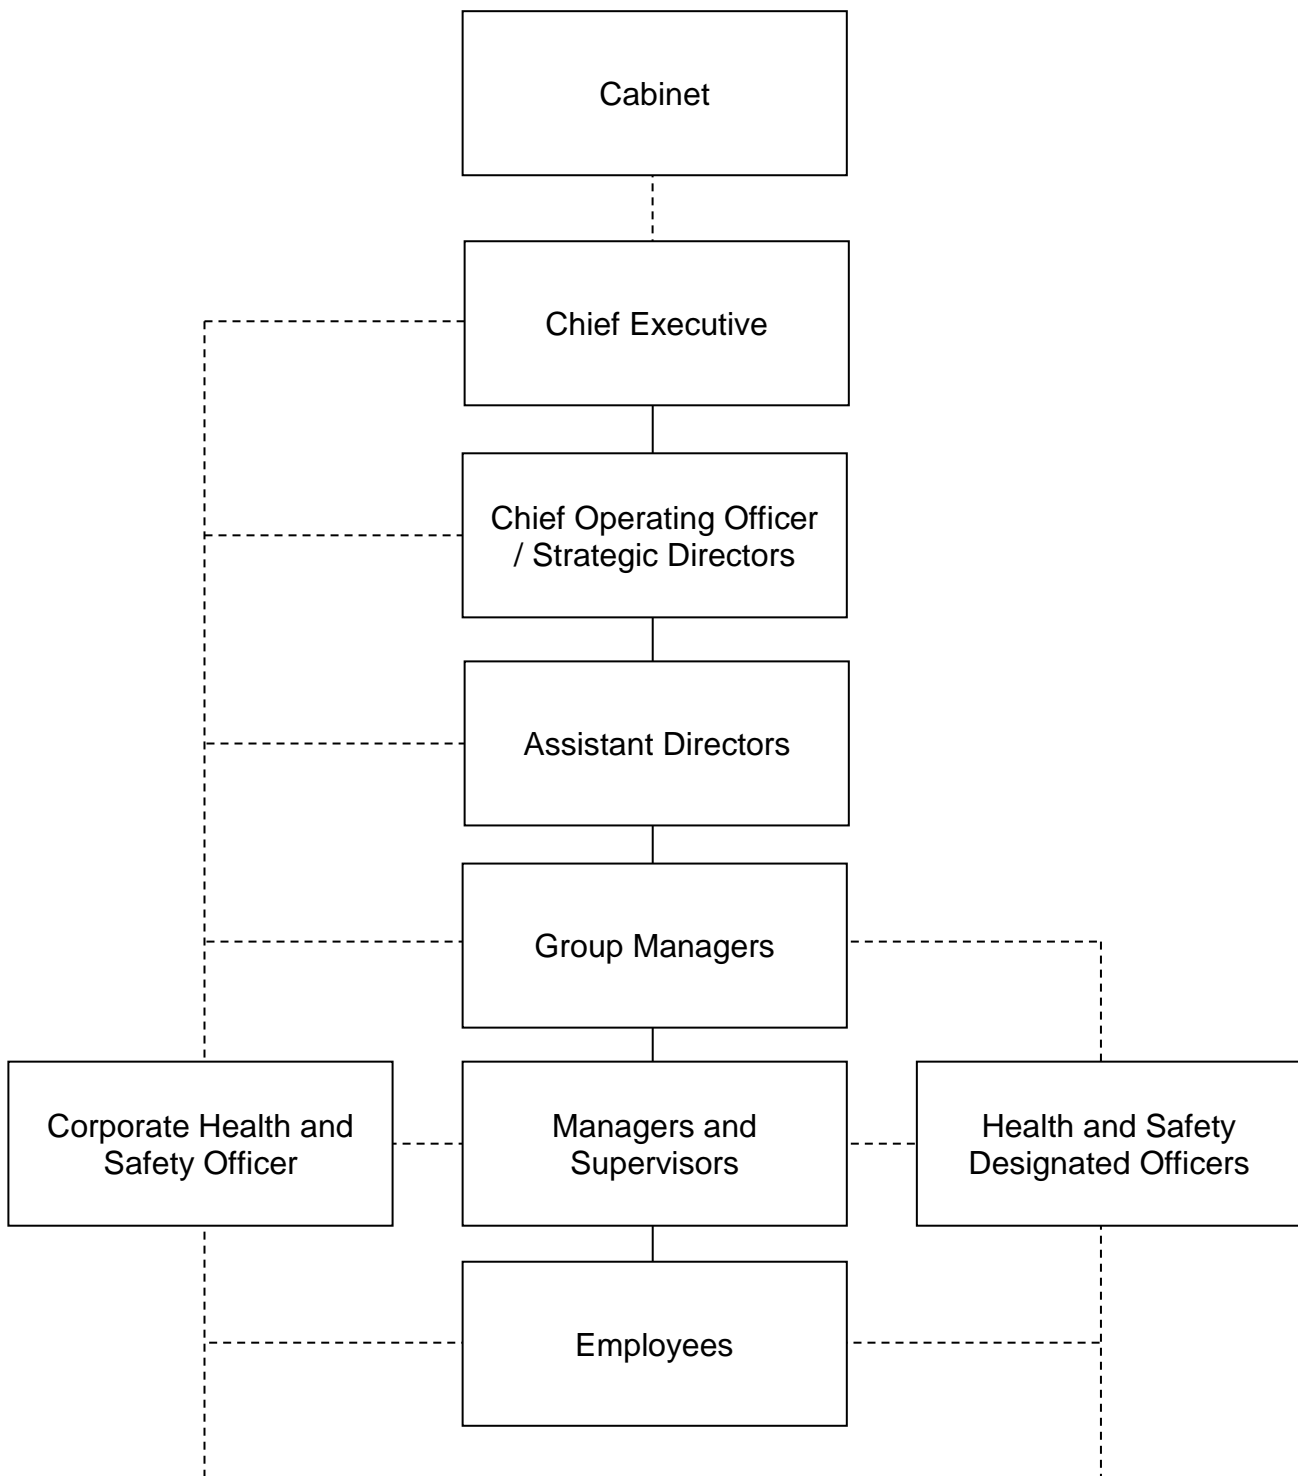 Cabinet
Chief Executive
Chief Operating Officer
/ Strategic Directors
Assistant Directors
Group Managers
Corporate Health and
Safety Officer
Managers and
Supervisors
Health and Safety
Designated Officers
Employees